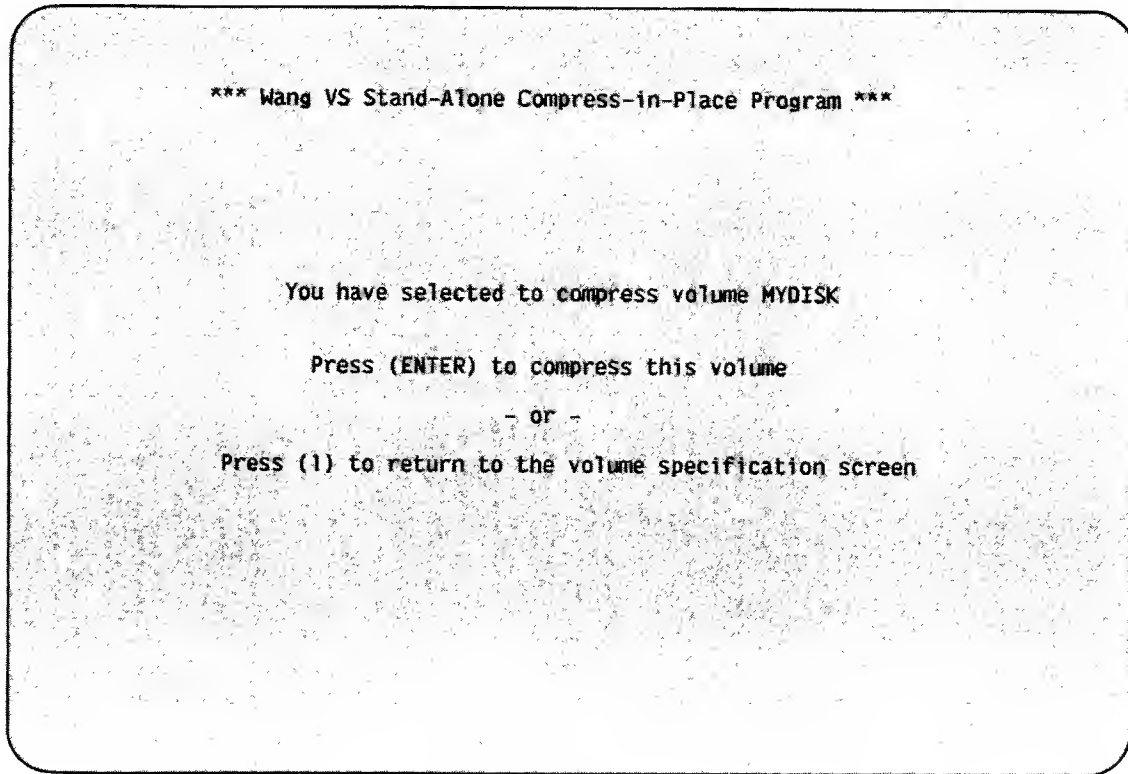 *** Wang VS Stand-Alone Compress-in-Place Program ***
You have selected to compress volume MYDISK
Press (ENTER) to compress this volume
- or -
Press (1) to return to the volume specification screen